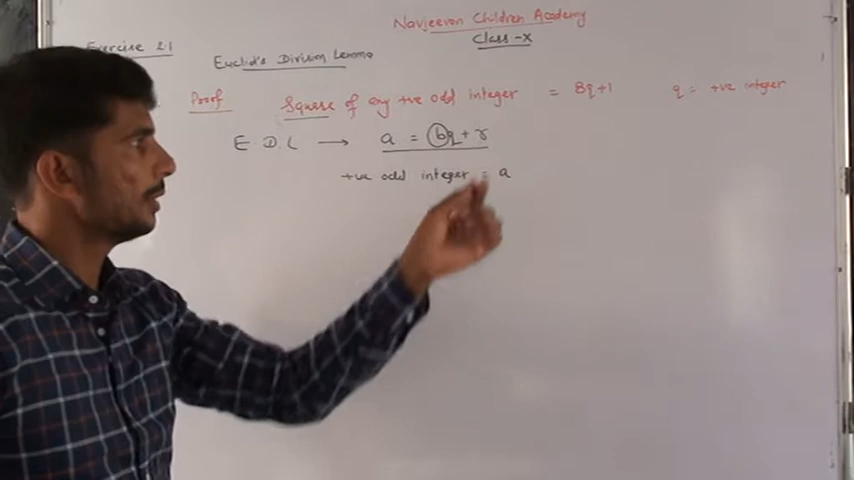 Navjeevan Children Academy
Class-X
Exercise 2.1
Euclid's Division Lemma
Proof Square of any +ve odd integer = 8q+1 q = +ve integer
E.D.L → a = bq+r
+ve odd integer = a